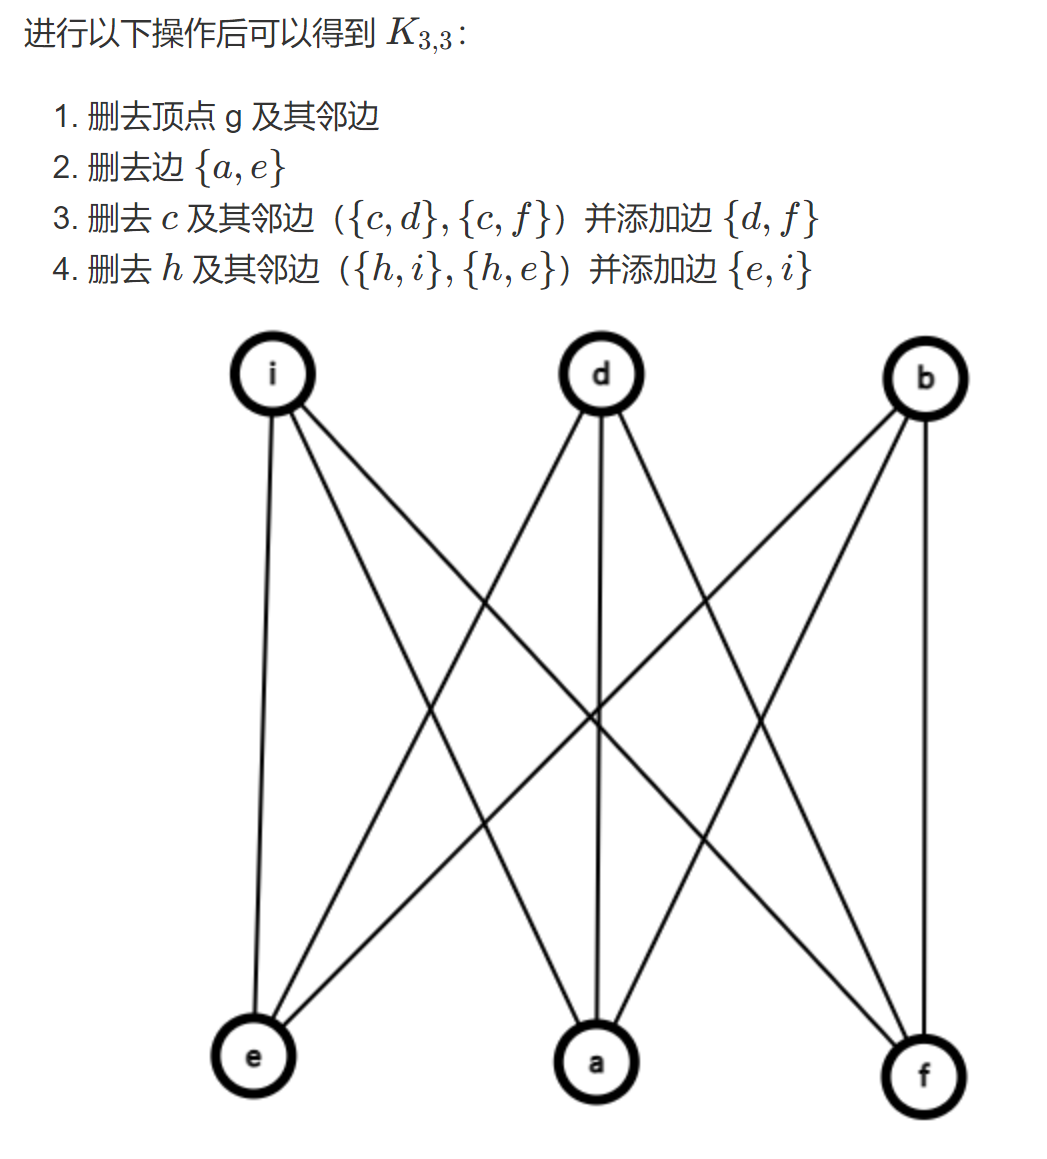 进行以下操作后可以得到 K_{3,3}:
1. 删去顶点 g 及其邻边
2. 删去边 {a, e}
3. 删去 c 及其邻边（{c, d}, {c, f}）并添加边 {d, f}
4. 删去 h 及其邻边（{h, i}, {h, e}）并添加边 {e, i}
i d b
e a f